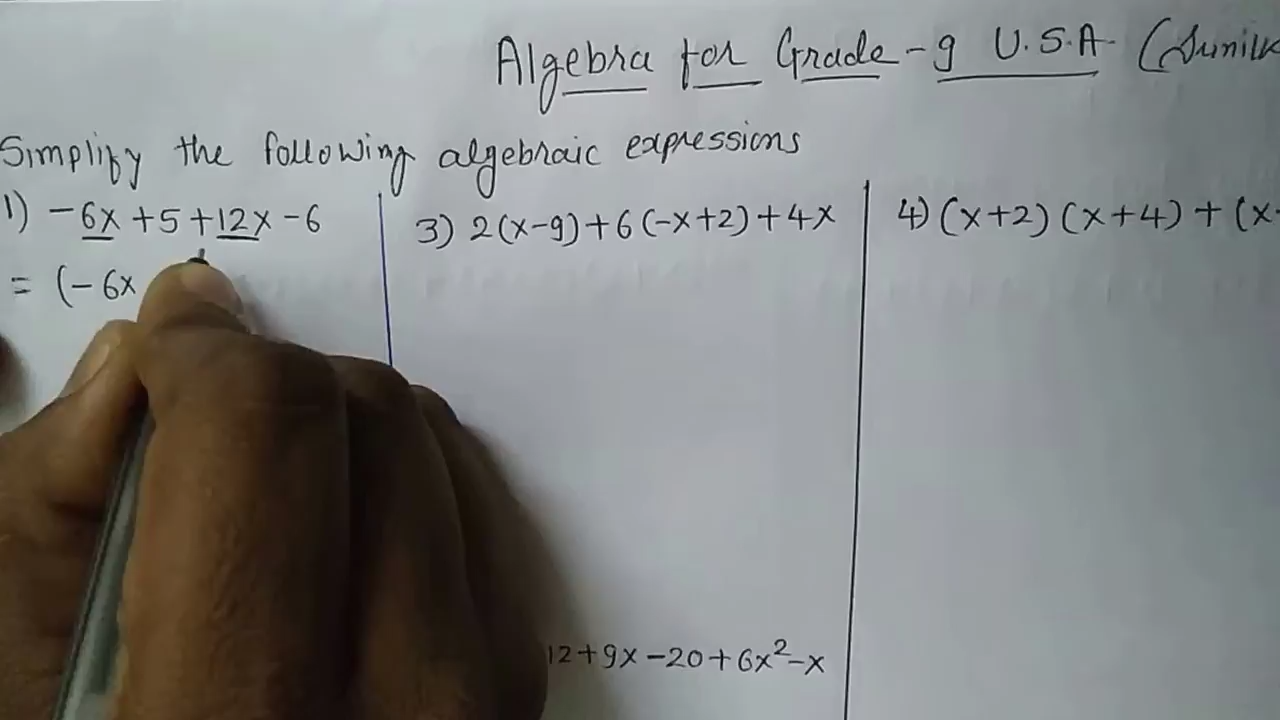 Algebra for Grade-9 U.S.A (Sunilk
Simplify the following algebraic expressions
1) -6x +5 +12x -6
= (-6x
3) 2(x-9)+6(-x+2)+4x
4) (x+2) (x+4) + (x-
12+9x-20+6x²-x